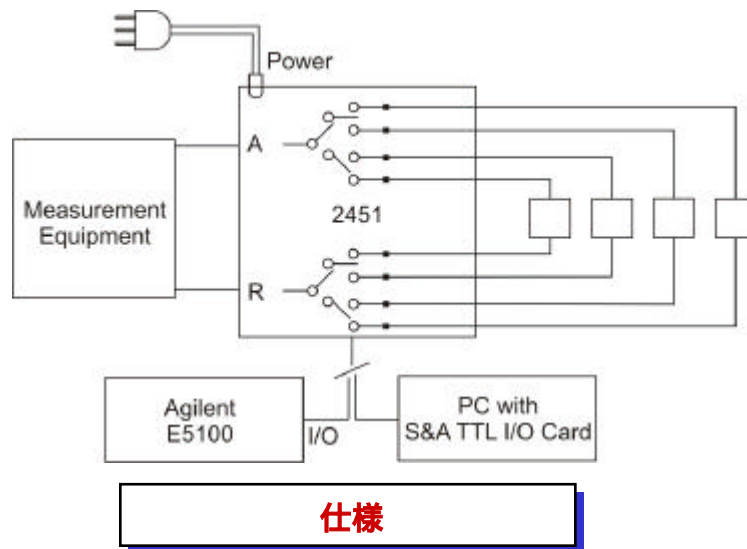 Power
A
Measurement
Equipment
2451
R
Agilent
E5100
I/O
PC with
S&A TTL I/O Card
仕様